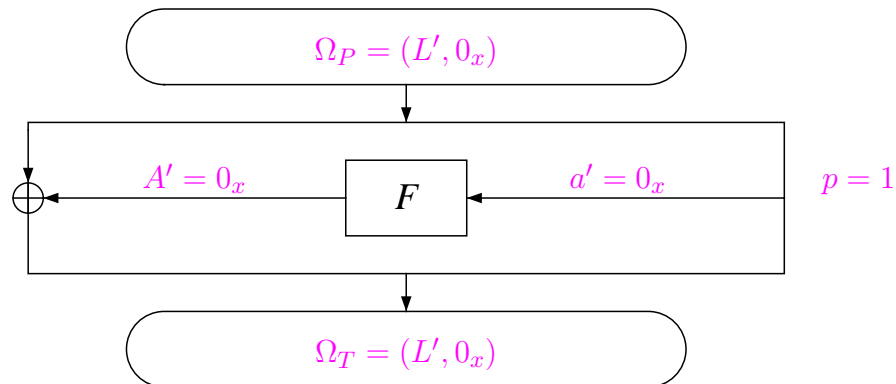 Ω_P = (L′, 0_x)
A′ = 0_x
F
a′ = 0_x
p = 1
Ω_T = (L′, 0_x)